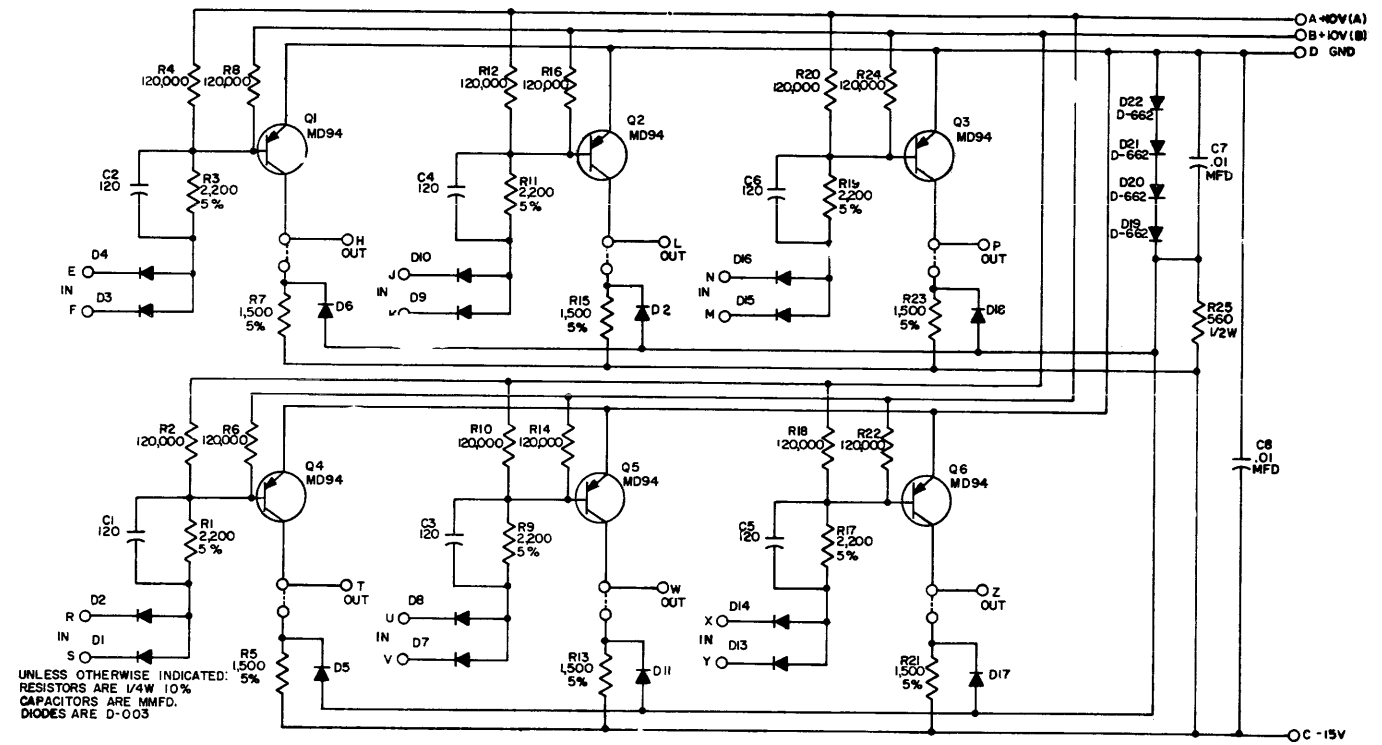 A +10V(A)
B +10V(B)
D GND
R4
120,000
R8
120,000
Q1
MD94
C2
120
R3
2,200
5%
D4
E
IN
D3
F
H
OUT
R7
1,500
5%
D6
R12
120,000
R16
120,000
Q2
MD94
C4
120
R11
2,200
5%
D10
J
IN
D9
L
OUT
R15
1,500
5%
D12
R20
120,000
R24
120,000
Q3
MD94
C6
120
R19
2,200
5%
D16
N
IN
D15
M
P
OUT
R23
1,500
5%
D18
D22
D-662
D21
D-662
D20
D-662
D19
D-662
C7
.01
MFD
R25
560
1/2W
C8
.01
MFD
R2
120,000
R6
120,000
Q4
MD94
C1
120
R1
2,200
5%
D2
R
IN
D1
S
T
OUT
R5
1,500
5%
D5
R10
120,000
R14
120,000
Q5
MD94
C3
120
R9
2,200
5%
D8
U
IN
D7
V
W
OUT
R13
1,500
5%
D11
R18
120,000
R22
120,000
Q6
MD94
C5
120
R17
2,200
5%
D14
X
IN
D13
Y
Z
OUT
R21
1,500
5%
D17
UNLESS OTHERWISE INDICATED:
RESISTORS ARE 1/4W 10%
CAPACITORS ARE MMFD.
DIODES ARE D-003
C -15V